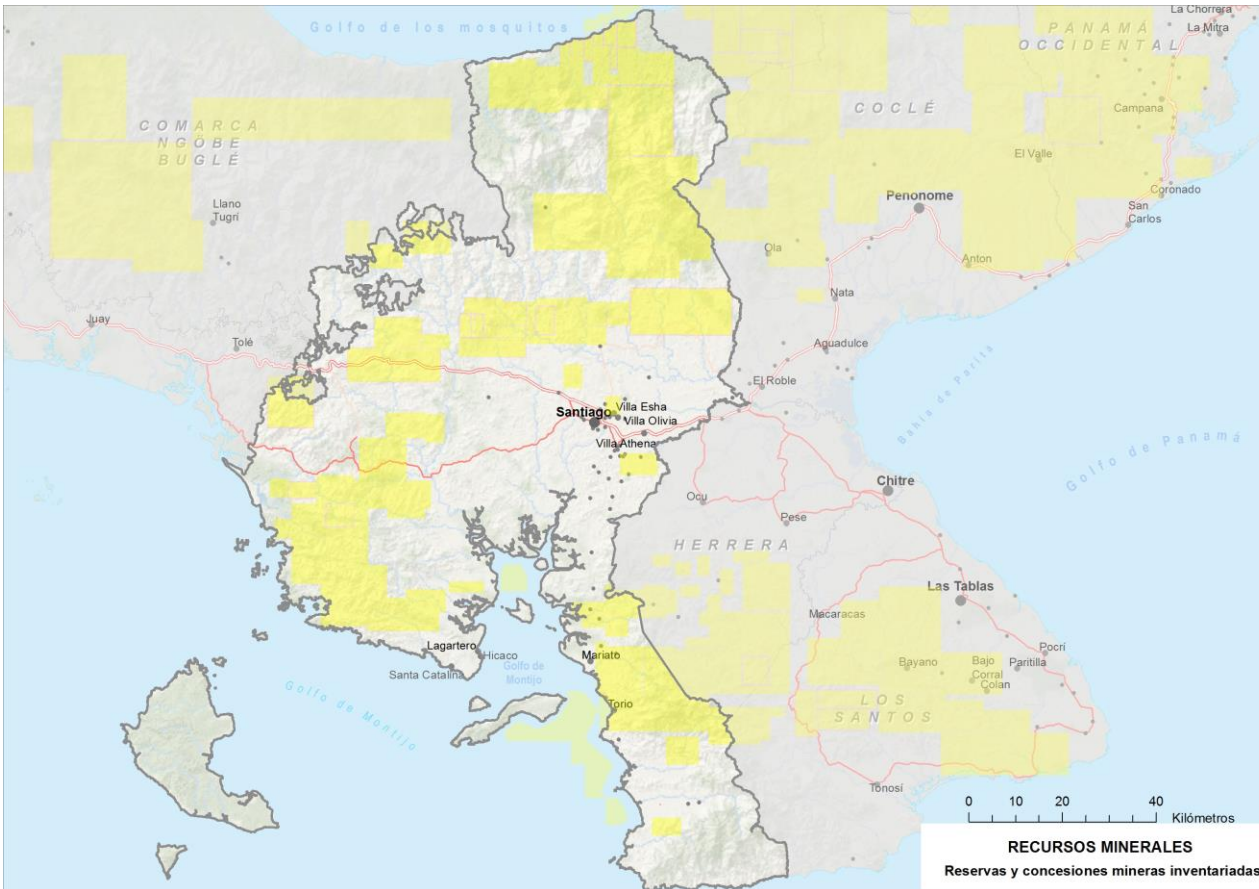 La Chorrera
La Mitra
Golfo de los mosquitos
PANAMÁ
OCCIDENTAL
COCLÉ
Campana
COMARCA
NGÖBE
BUGLÉ
El Valle
Coronado
Llano
Tugrí
Penonome
San
Carlos
Ola
Anton
Nata
Juay
Tolé
Aguadulce
El Roble
Bahía de Parita
Santiago
Villa Esha
Villa Olivia
Villa Athena
Golfo de Panamá
Chitre
Ocu
Pese
HERRERA
Las Tablas
Macaracas
Lagartero
Hicaco
Santa Catalina
Golfo de
Montijo
Mariato
Pocrí
Bayano
Bajo
Corral
Paritilla
Colan
Golfo de Montijo
Torio
LOS
SANTOS
Tonosí
0 10 20 40
Kilómetros
RECURSOS MINERALES
Reservas y concesiones mineras inventariadas